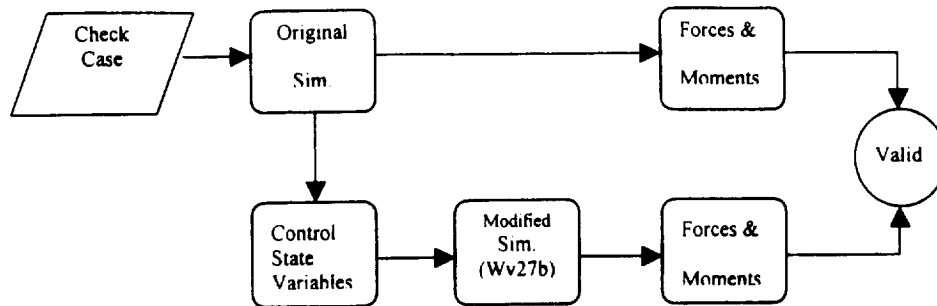 Check
Case
Original
Sim.
Forces &
Moments
Valid
Control
State
Variables
Modified
Sim.
(Wv27b)
Forces &
Moments